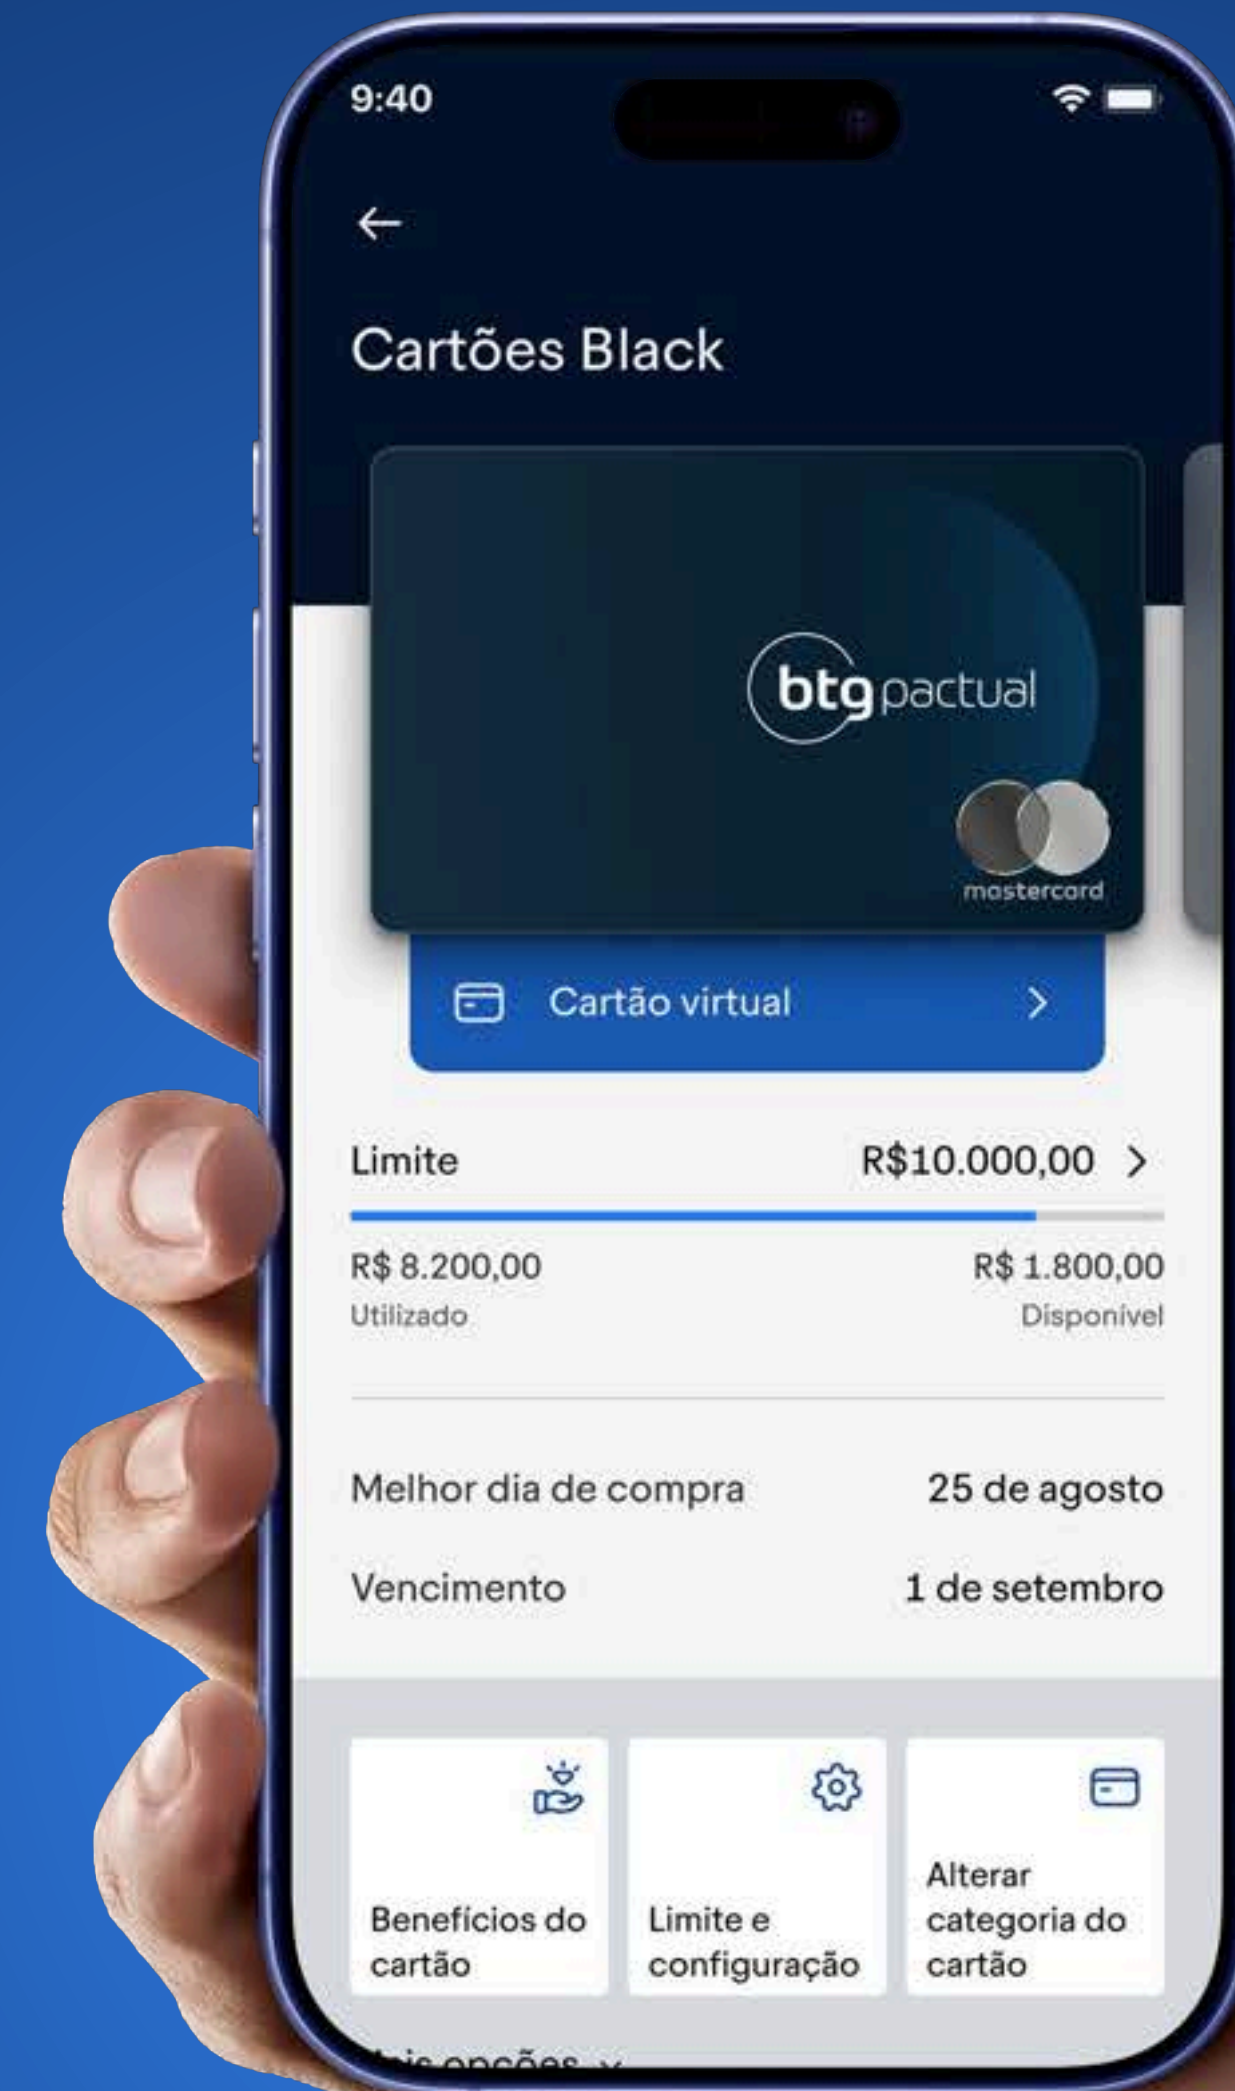 9:40
Cartões Black
btg pactual
mastercard
Cartão virtual
Limite R$10.000,00
R$ 8.200,00 R$ 1.800,00
Utilizado Disponível
Melhor dia de compra 25 de agosto
Vencimento 1 de setembro
Benefícios do
cartão
Limite e
configuração
Alterar
categoria do
cartão
opções